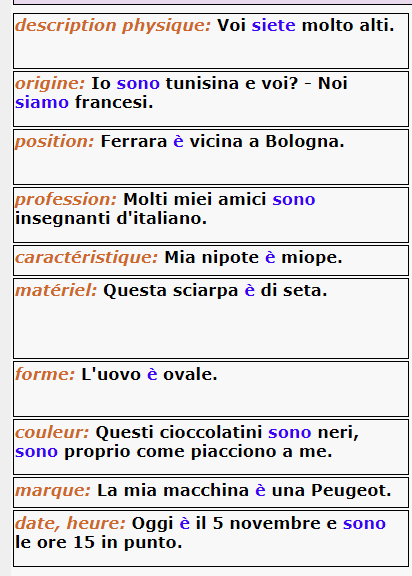 description physique: Voi siete molto alti.
origine: Io sono tunisina e voi? - Noi
siamo francesi.
position: Ferrara è vicina a Bologna.
profession: Molti miei amici sono
insegnanti d'italiano.
caractéristique: Mia nipote è miope.
matériel: Questa sciarpa è di seta.
forme: L'uovo è ovale.
couleur: Questi cioccolatini sono neri,
sono proprio come piacciono a me.
marque: La mia macchina è una Peugeot.
date, heure: Oggi è il 5 novembre e sono
le ore 15 in punto.